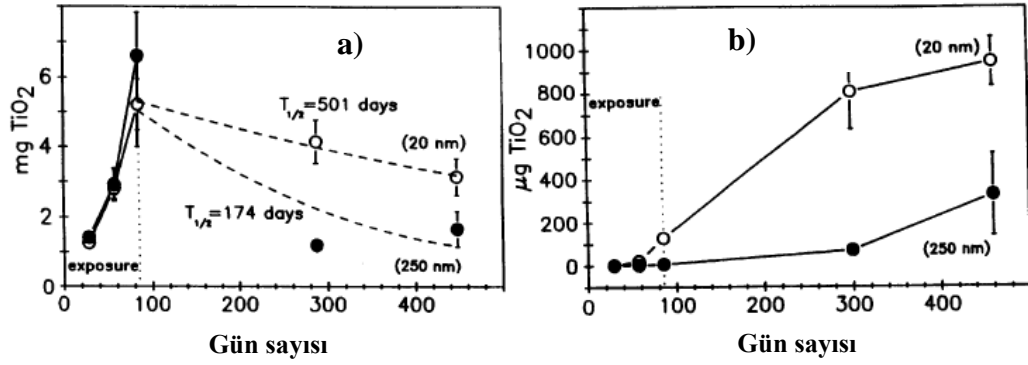 a)
mg TiO2
6
4
2
0
T1/2=501 days
(20 nm)
T1/2=174 days
(250 nm)
exposure
0 100 200 300 400
Gün sayısı
b)
µg TiO2
1000
800
600
400
200
0
(20 nm)
exposure
(250 nm)
0 100 200 300 400
Gün sayısı